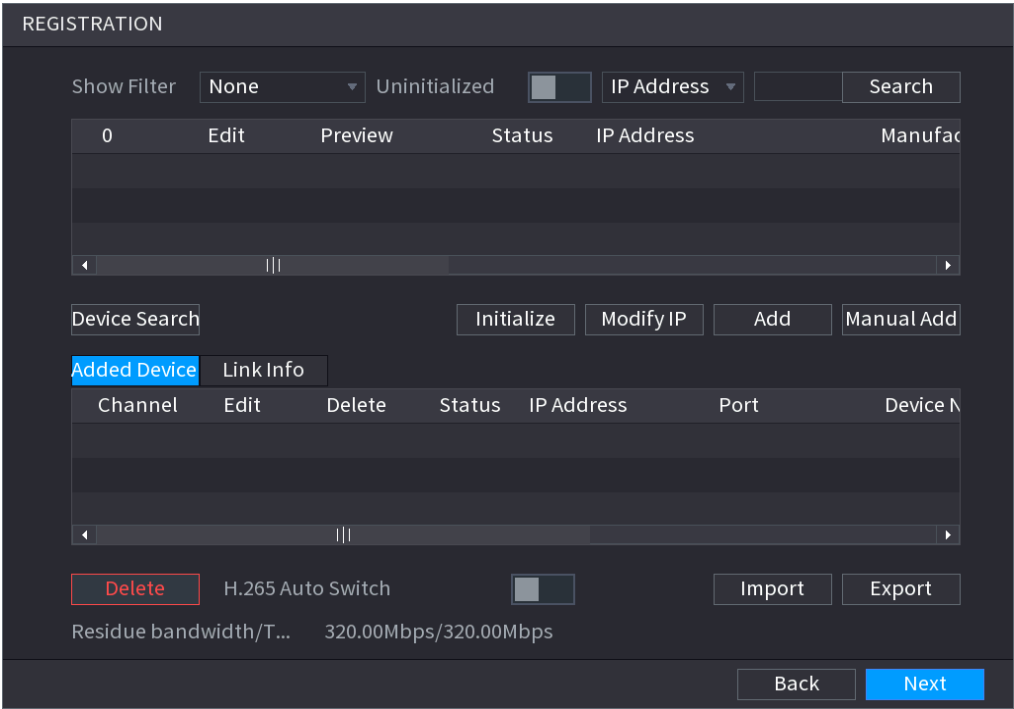 REGISTRATION
Show Filter None Uninitialized IP Address Search
0 Edit Preview Status IP Address Manufac
Device Search Initialize Modify IP Add Manual Add
Added Device Link Info
Channel Edit Delete Status IP Address Port Device N
Delete H.265 Auto Switch Import Export
Residue bandwidth/T... 320.00Mbps/320.00Mbps
Back Next